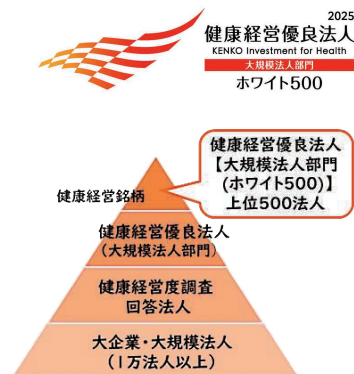 2025
健康経営優良法人
KENKO Investment for Health
大規模法人部門
ホワイト500
健康経営優良法人
【大規模法人部門
(ホワイト500)】
上位500法人
健康経営銘柄
健康経営優良法人
(大規模法人部門)
健康経営度調査
回答法人
大企業・大規模法人
(1万法人以上)